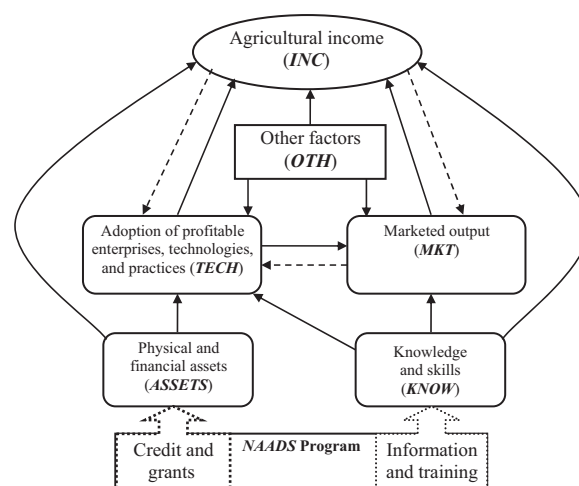 Agricultural income
(INC)
Other factors
(OTH)
Adoption of profitable
enterprises, technologies,
and practices (TECH)
Marketed output
(MKT)
Physical and
financial assets
(ASSETS)
Knowledge
and skills
(KNOW)
Credit and
grants
NAADS Program
Information
and training